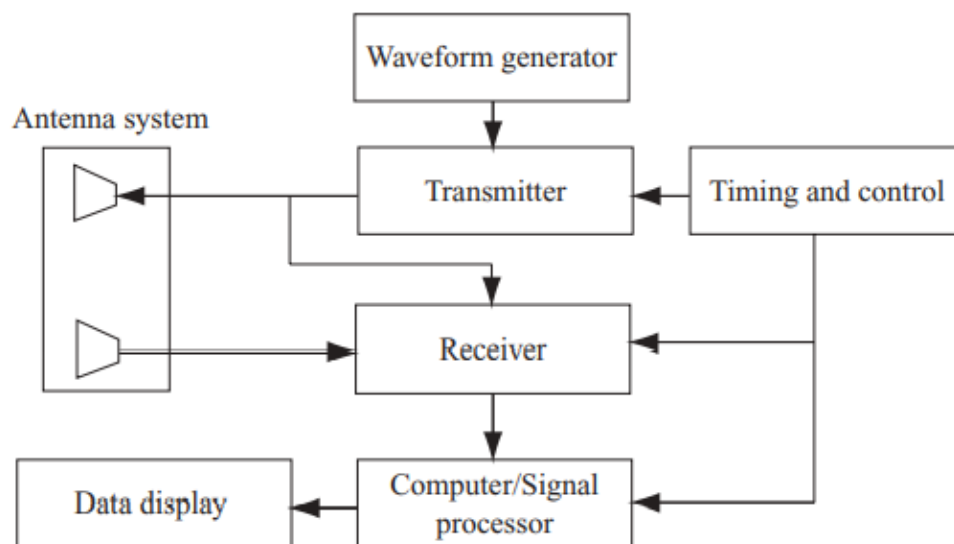 Waveform generator
Antenna system
Transmitter
Timing and control
Receiver
Data display
Computer/Signal
processor